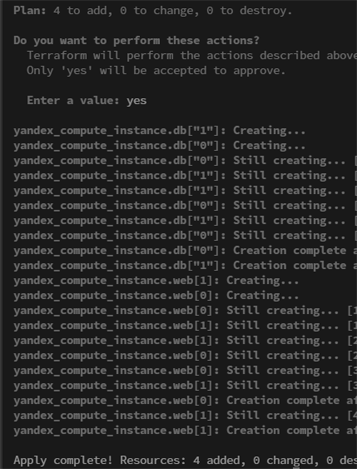 Plan: 4 to add, 0 to change, 0 to destroy.
Do you want to perform these actions?
Terraform will perform the actions described above
Only 'yes' will be accepted to approve.
Enter a value: yes
yandex_compute_instance.db["1"]: Creating...
yandex_compute_instance.db["0"]: Creating...
yandex_compute_instance.db["0"]: Still creating... [
yandex_compute_instance.db["1"]: Still creating... [
yandex_compute_instance.db["1"]: Still creating... [
yandex_compute_instance.db["0"]: Still creating... [
yandex_compute_instance.db["1"]: Still creating... [
yandex_compute_instance.db["0"]: Still creating... [
yandex_compute_instance.db["0"]: Creation complete a
yandex_compute_instance.db["1"]: Creation complete a
yandex_compute_instance.web[1]: Creating...
yandex_compute_instance.web[0]: Creating...
yandex_compute_instance.web[0]: Still creating... [1
yandex_compute_instance.web[1]: Still creating... [1
yandex_compute_instance.web[1]: Still creating... [2
yandex_compute_instance.web[0]: Still creating... [2
yandex_compute_instance.web[0]: Still creating... [3
yandex_compute_instance.web[1]: Still creating... [3
yandex_compute_instance.web[0]: Creation complete af
yandex_compute_instance.web[1]: Still creating... [4
yandex_compute_instance.web[1]: Creation complete af
Apply complete! Resources: 4 added, 0 changed, 0 des